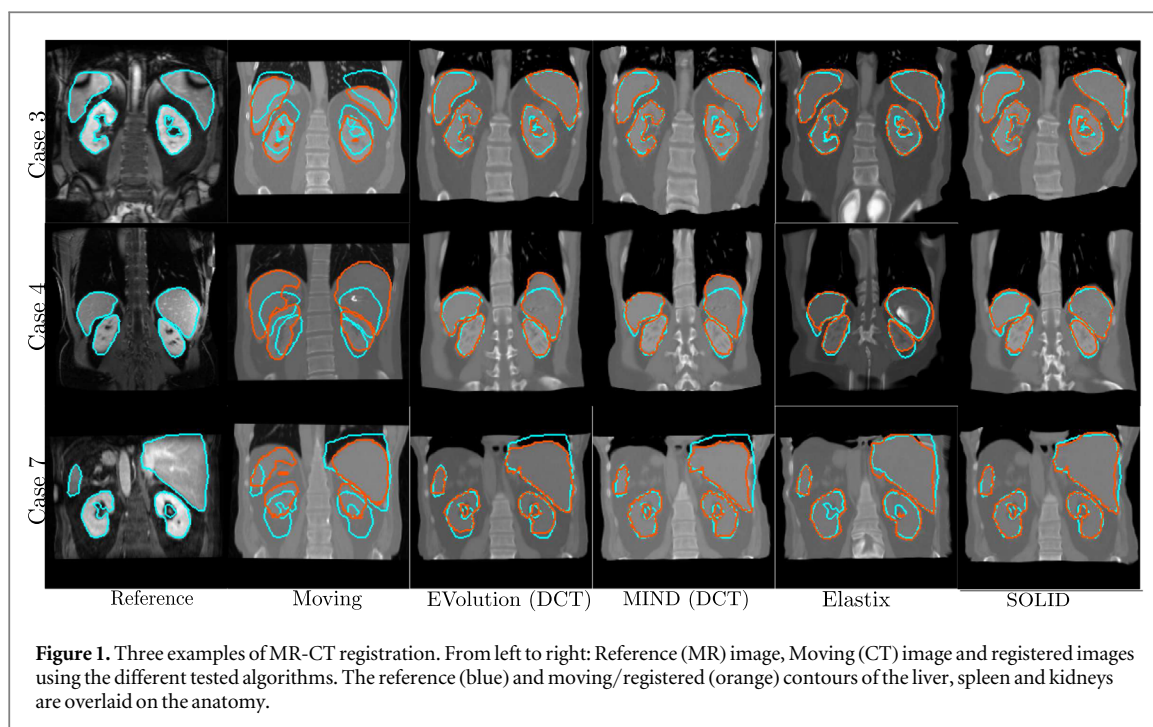 Case 3
Case 4
Case 7
Reference
Moving
EVolution (DCT)
MIND (DCT)
Elastix
SOLID
Figure 1. Three examples of MR-CT registration. From left to right: Reference (MR) image, Moving (CT) image and registered images
using the different tested algorithms. The reference (blue) and moving/registered (orange) contours of the liver, spleen and kidneys
are overlaid on the anatomy.